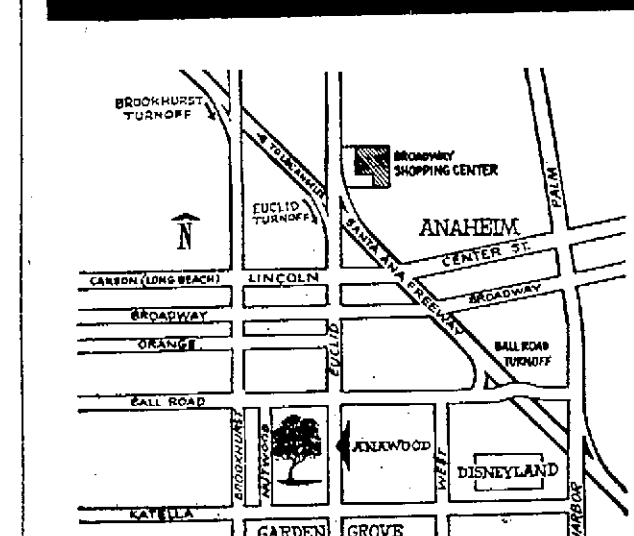 BROOKHURST
TURNOFF
TO LOS ANGELES
BROADWAY
SHOPPING CENTER
PALM
EUCLID
TURNOFF
N
ANAHEIM
SANTA ANA FREEWAY
CENTER ST.
CARSON (LONG BEACH)
LINCOLN
BROADWAY
BROADWAY
ORANGE
EUCLID
BALL ROAD
TURNOFF
BALL ROAD
BROOKHURST
NUTWOOD
ANAWOOD
WEST
DISNEYLAND
HARBOR
KATELLA
GARDEN GROVE